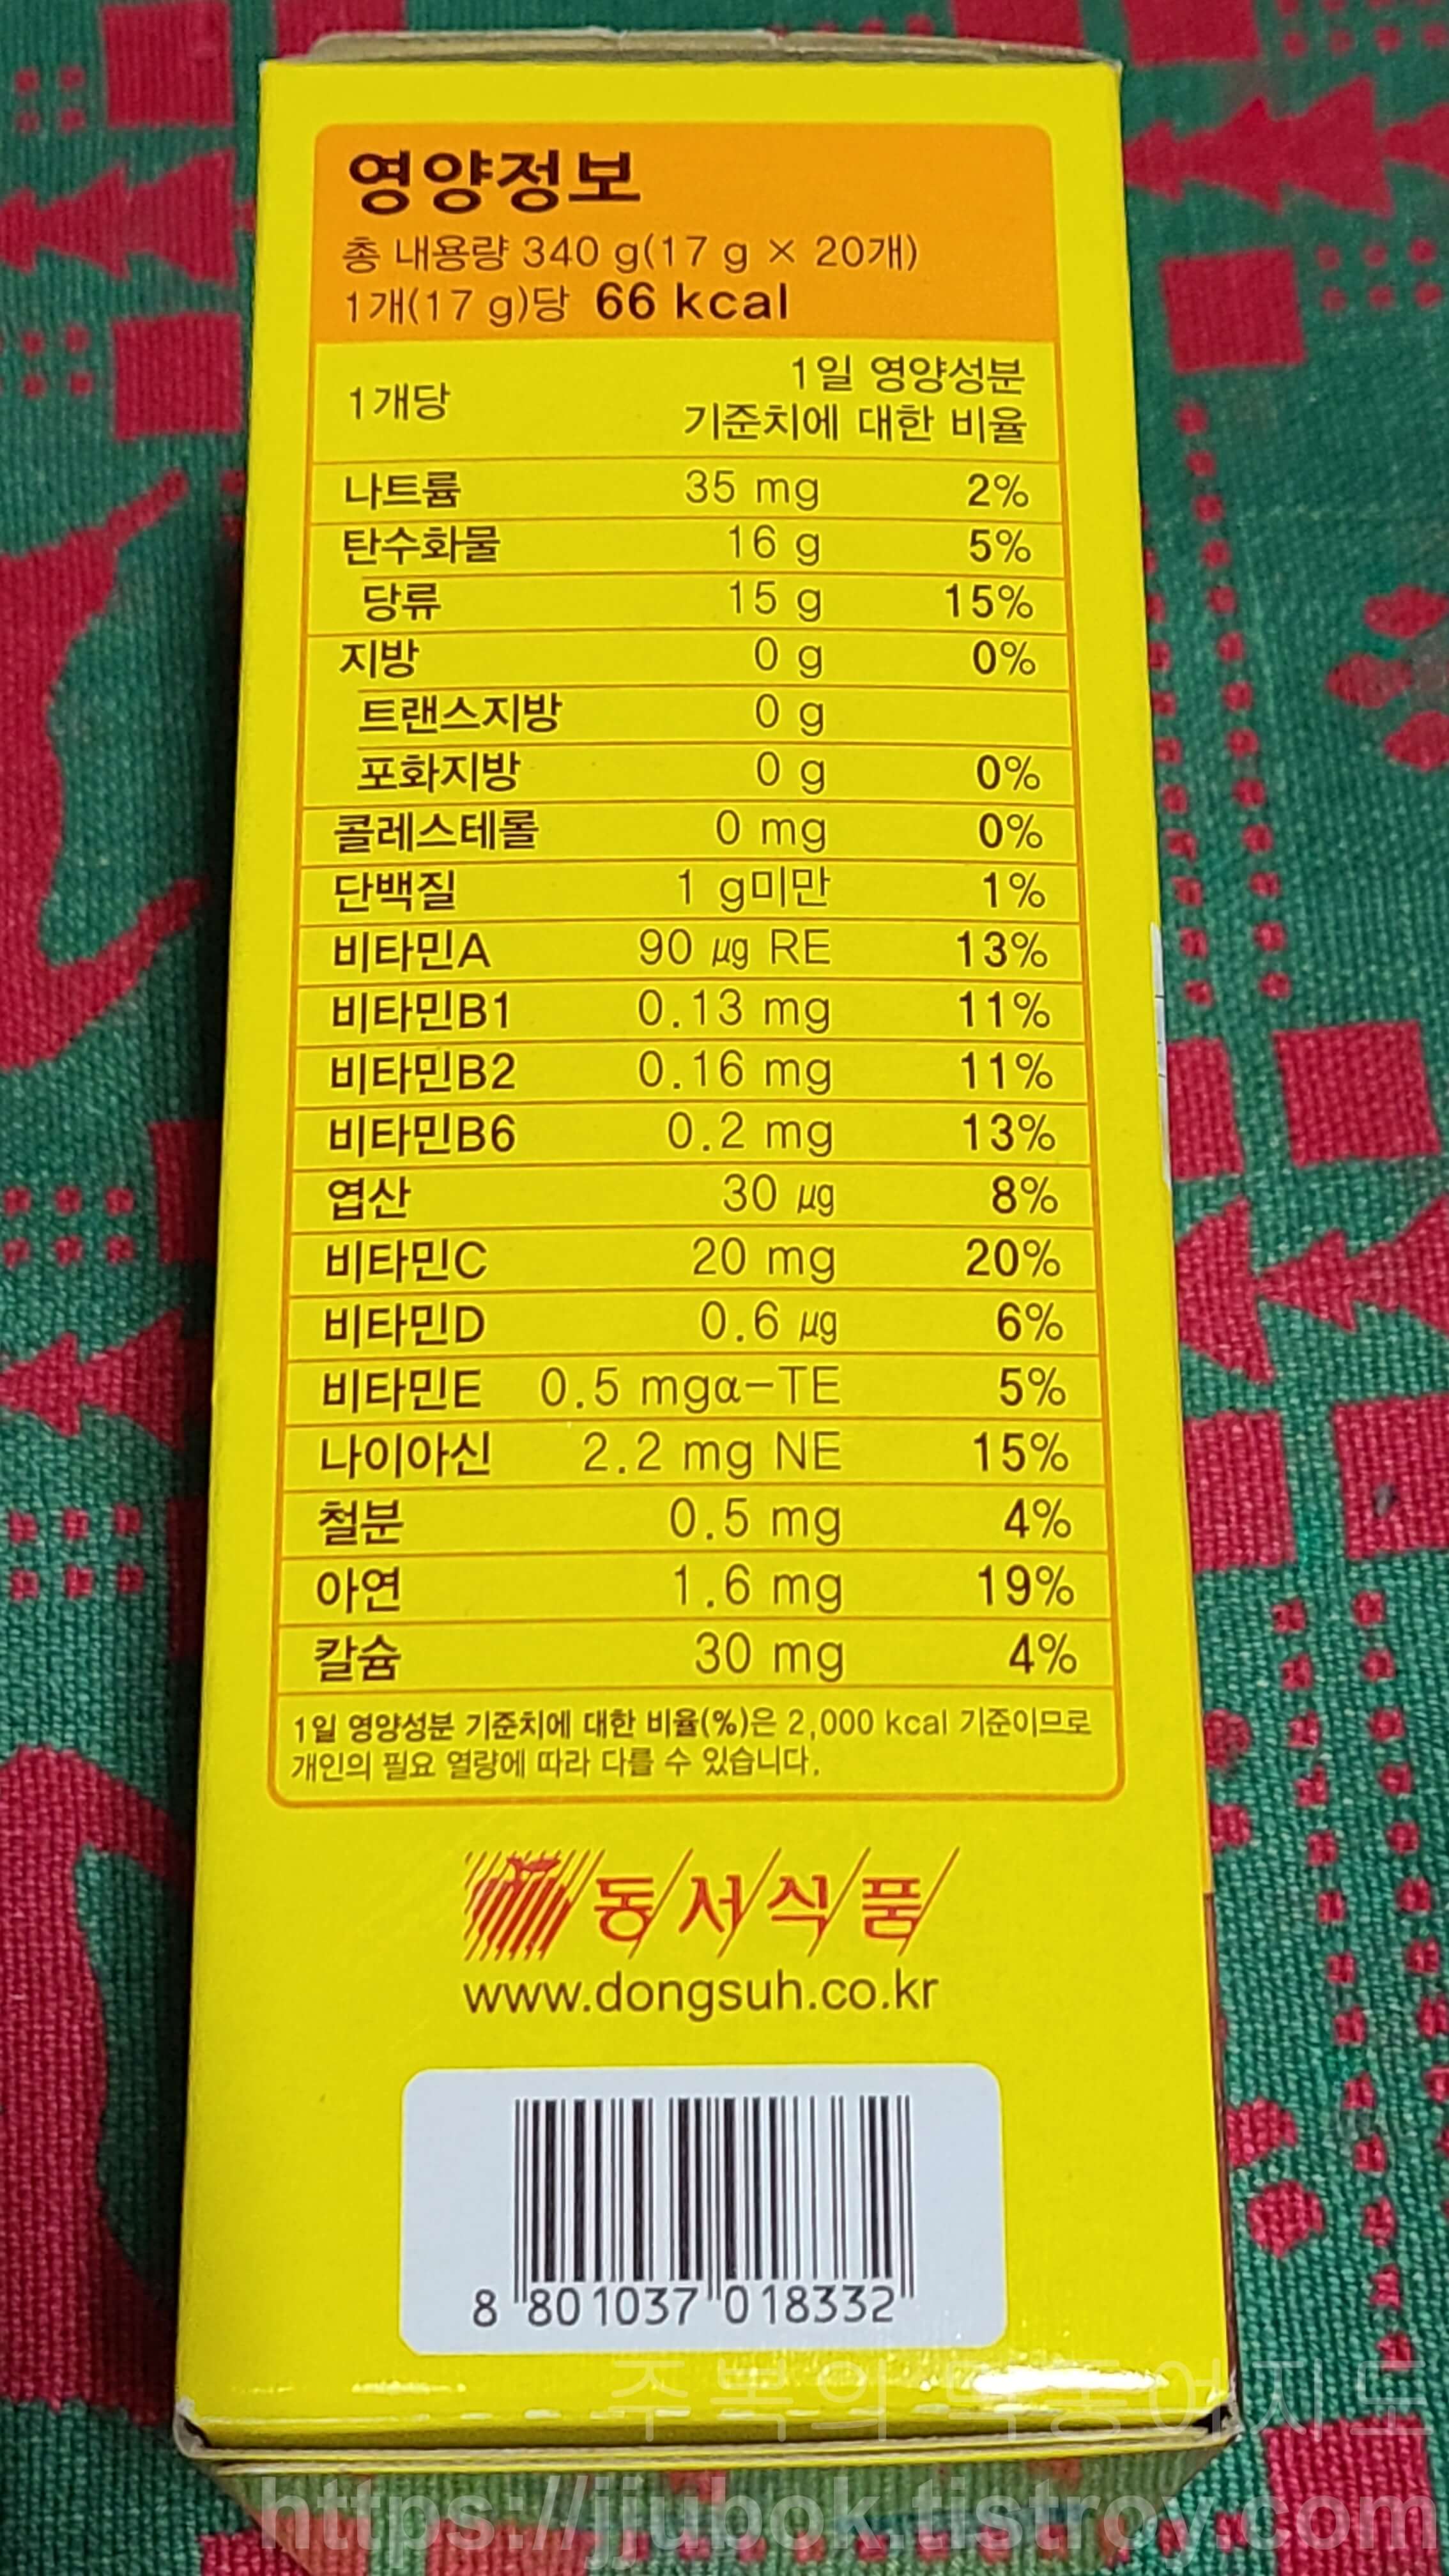 영양정보
총 내용량 340 g(17 g × 20개)
1개(17 g)당 66 kcal
1개당
1일 영양성분
기준치에 대한 비율
나트륨 35 mg 2%
탄수화물 16 g 5%
당류 15 g 15%
지방 0 g 0%
트랜스지방 0 g
포화지방 0 g 0%
콜레스테롤 0 mg 0%
단백질 1 g미만 1%
비타민A 90 µg RE 13%
비타민B1 0.13 mg 11%
비타민B2 0.16 mg 11%
비타민B6 0.2 mg 13%
엽산 30 µg 8%
비타민C 20 mg 20%
비타민D 0.6 µg 6%
비타민E 0.5 mgα-TE 5%
나이아신 2.2 mg NE 15%
철분 0.5 mg 4%
아연 1.6 mg 19%
칼슘 30 mg 4%
1일 영양성분 기준치에 대한 비율(%)은 2,000 kcal 기준이므로
개인의 필요 열량에 따라 다를 수 있습니다.
동서식품
www.dongsuh.co.kr
8 801037 018332
https://jjubok.tistroy.com